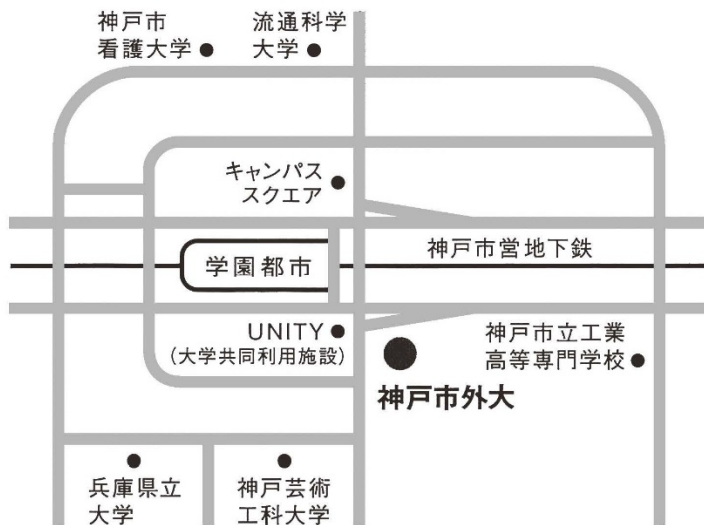 神戸市
看護大学
流通科学
大学
キャンパス
スクエア
学園都市
神戸市営地下鉄
UNITY
(大学共同利用施設)
神戸市立工業
高等専門学校
神戸市外大
兵庫県立
大学
神戸芸術
工科大学